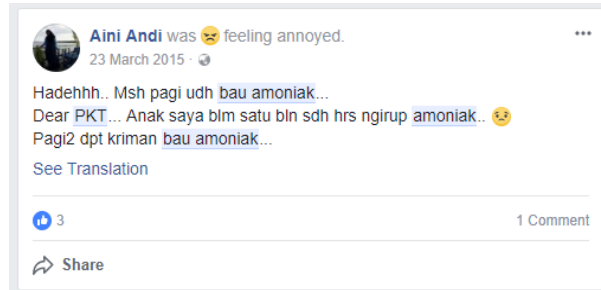 Aini Andi was 😠 feeling annoyed.
23 March 2015 ·
Hadehhh.. Msh pagi udh bau amoniak...
Dear PKT... Anak saya blm satu bln sdh hrs ngirup amoniak.. 😒
Pagi2 dpt kriman bau amoniak...
See Translation
3
1 Comment
Share